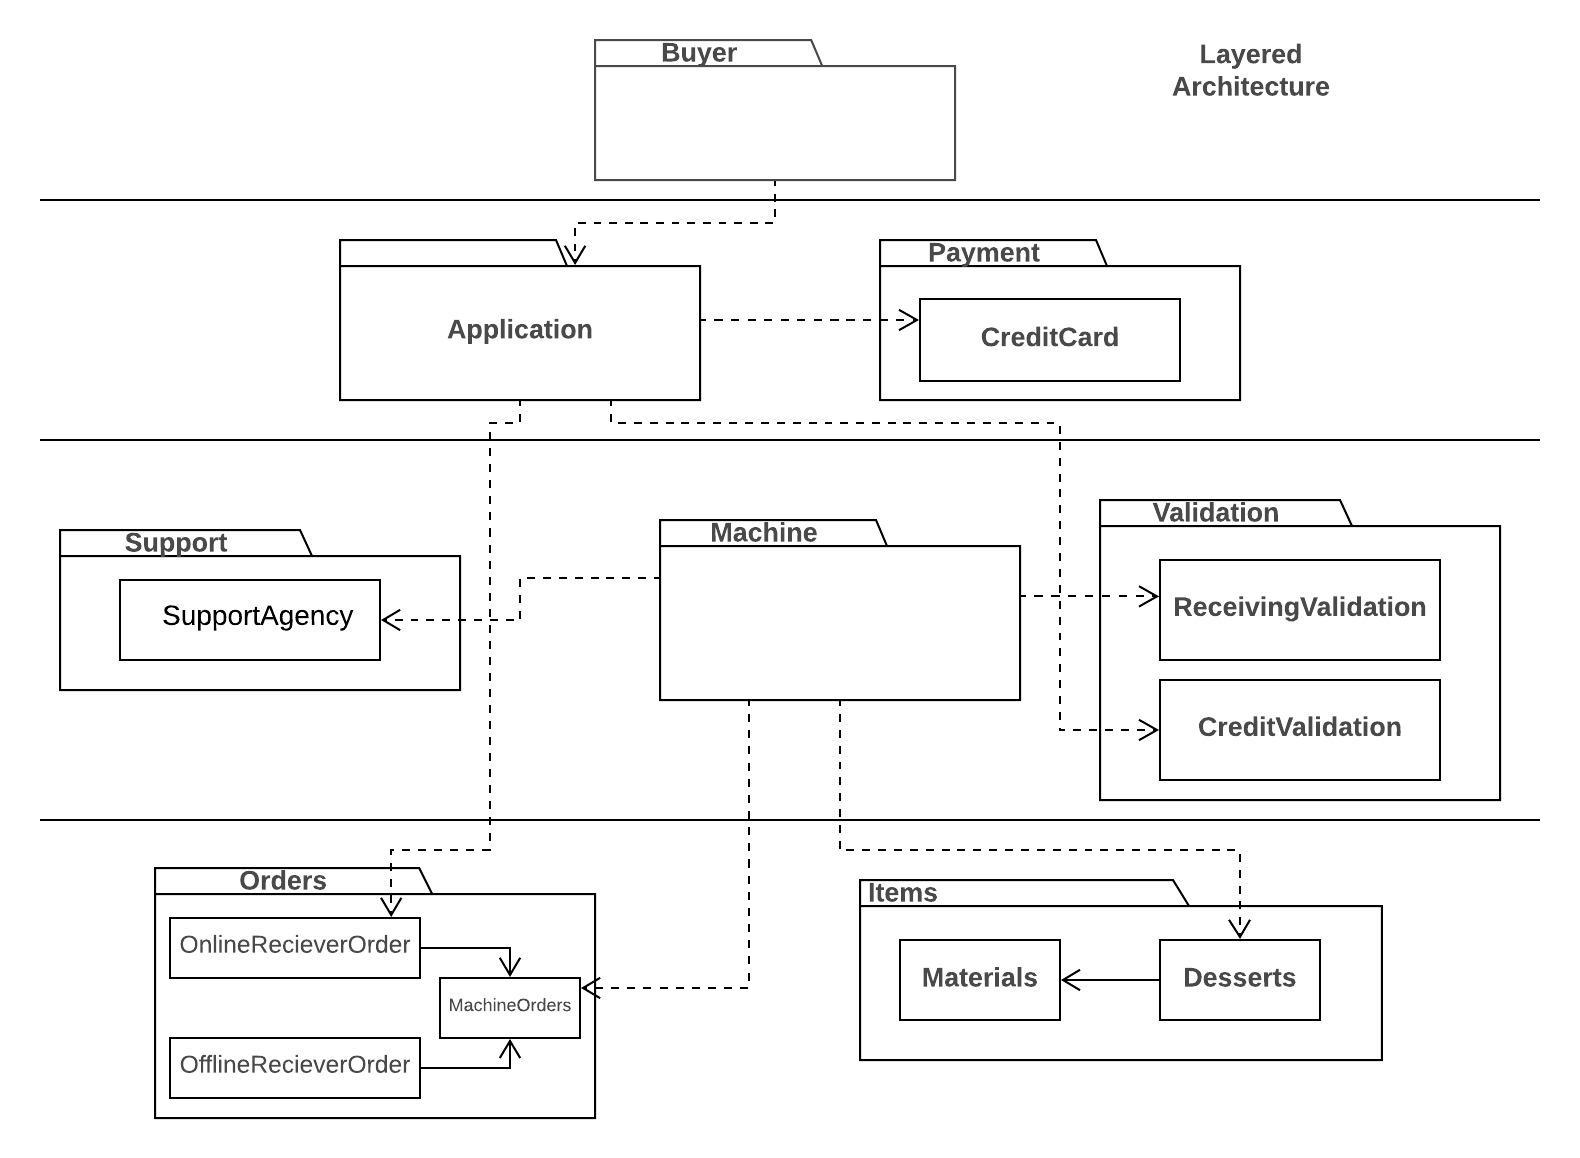 Buyer
Layered
Architecture
Payment
Application
CreditCard
Support
Machine
Validation
SupportAgency
ReceivingValidation
CreditValidation
Orders
Items
OnlineRecieverOrder
MachineOrders
Materials
Desserts
OfflineRecieverOrder